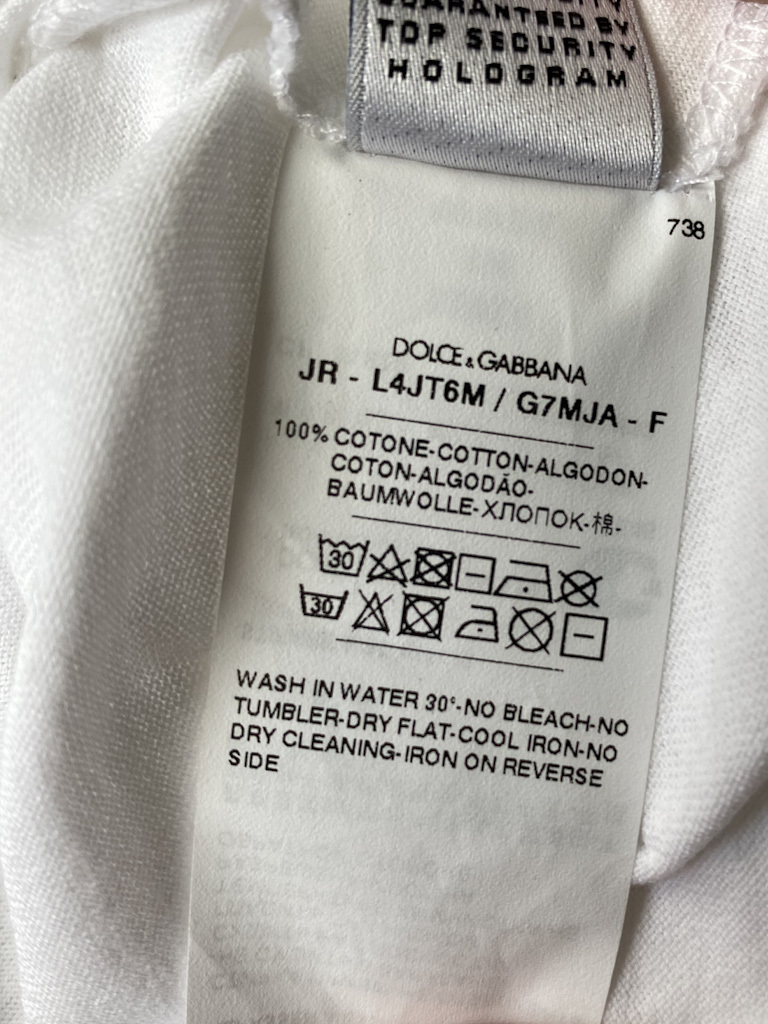 GUARANTEED BY
TOP SECURITY
HOLOGRAM
738
DOLCE & GABBANA
JR - L4JT6M / G7MJA - F
100% COTONE-COTTON-ALGODON-
COTON-ALGODÃO-
BAUMWOLLE-ХЛОПОК-棉-
30
30
WASH IN WATER 30°-NO BLEACH-NO
TUMBLER-DRY FLAT-COOL IRON-NO
DRY CLEANING-IRON ON REVERSE
SIDE